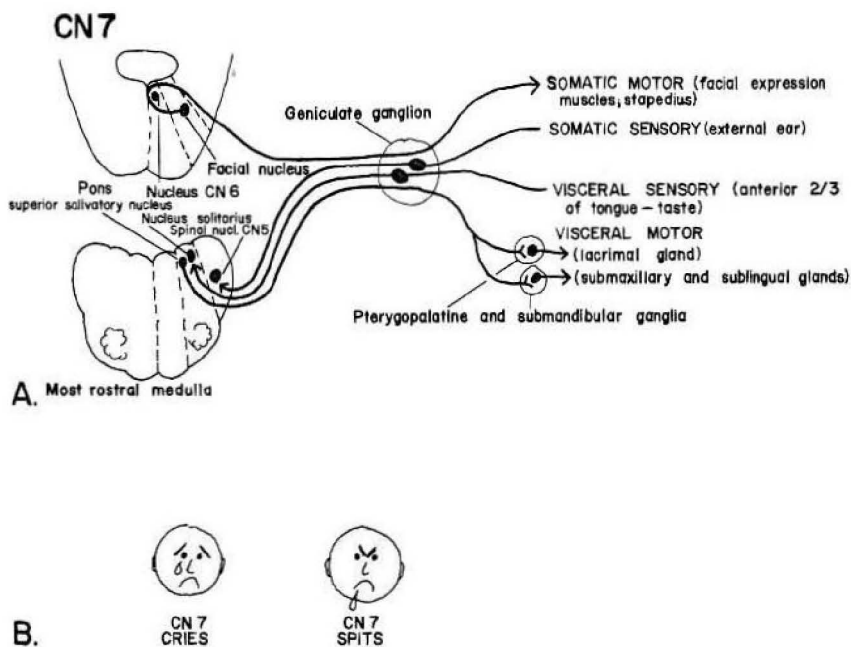 CN 7
SOMATIC MOTOR (facial expression
muscles; stapedius)
Geniculate ganglion
SOMATIC SENSORY (external ear)
Facial nucleus
Pons
Nucleus CN 6
superior salivatory nucleus
Nucleus solitorius
Spinal nucl. CN5
VISCERAL SENSORY (anterior 2/3
of tongue - taste)
VISCERAL MOTOR
(lacrimal gland)
(submaxillary and sublingual glands)
Pterygopalatine and submandibular ganglia
A. Most rostral medulla
B.
CN 7
CRIES
CN 7
SPITS